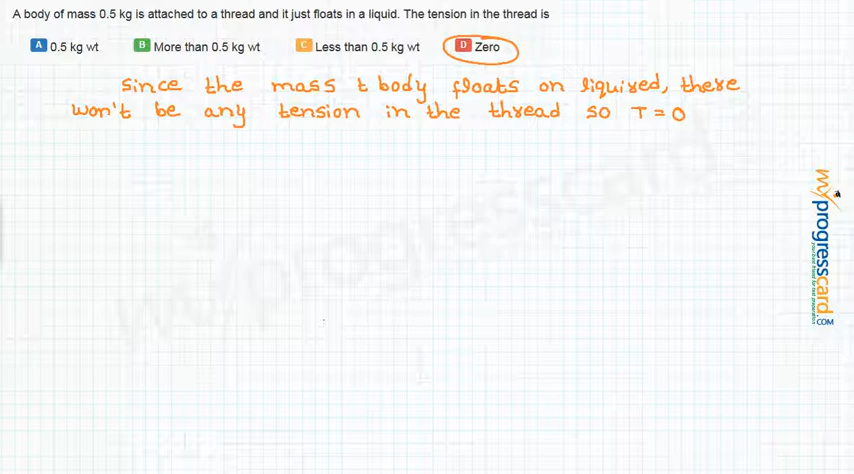 A body of mass 0.5 kg is attached to a thread and it just floats in a liquid. The tension in the thread is
A 0.5 kg wt B More than 0.5 kg wt C Less than 0.5 kg wt D Zero
Since the mass t body floats on liquired, there
won't be any tension in the thread so T = 0
myprogresscard
.COM